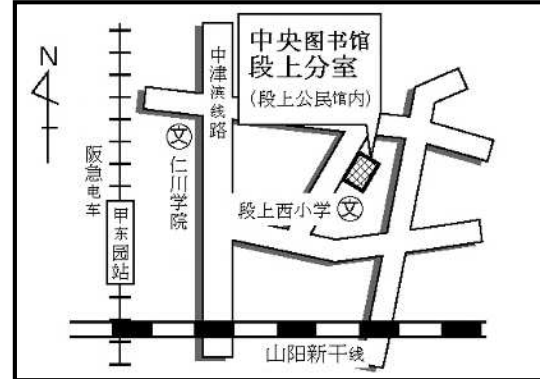 N
中央图书馆
段上分室
(段上公民馆内)
中津滨线路
文
仁川学院
阪急电车
甲东园站
段上西小学
文
山阳新干线